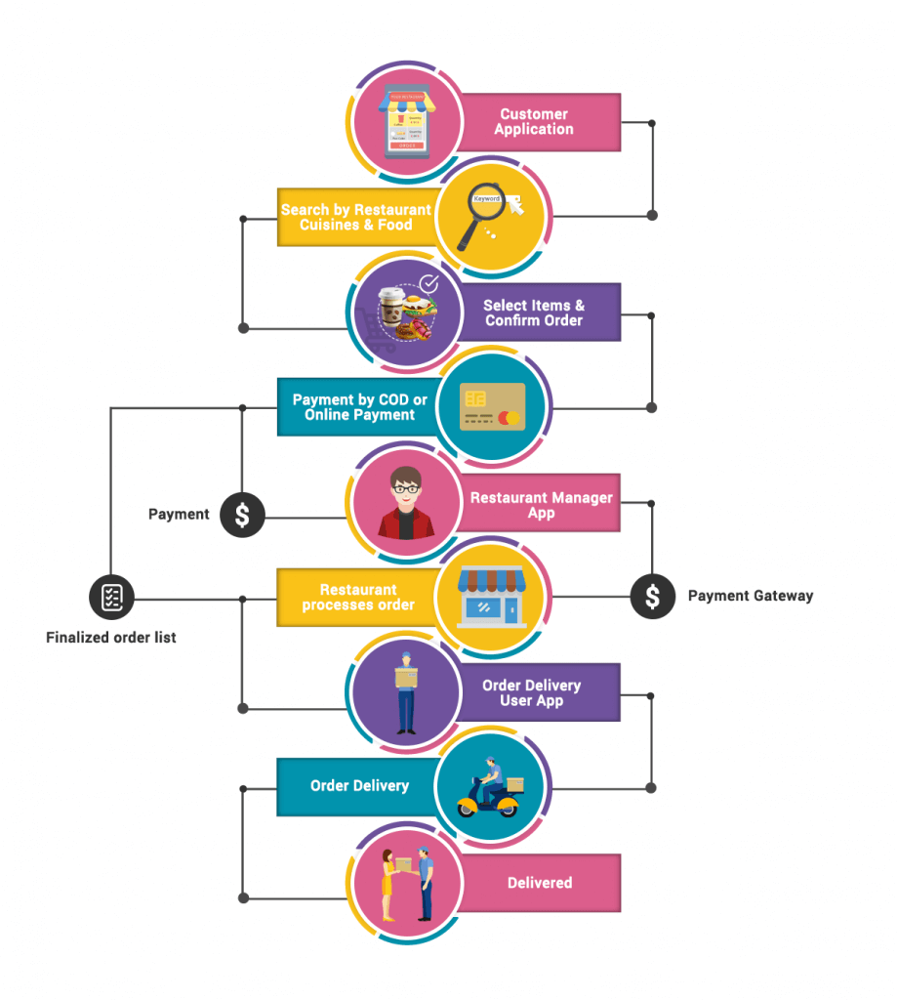 Customer
Application
Keyword
Search by Restaurant
Cuisines & Food
Select Items &
Confirm Order
Payment by COD or
Online Payment
Restaurant Manager
App
Payment
Restaurant
processes order
Payment Gateway
Finalized order list
Order Delivery
User App
Order Delivery
Delivered